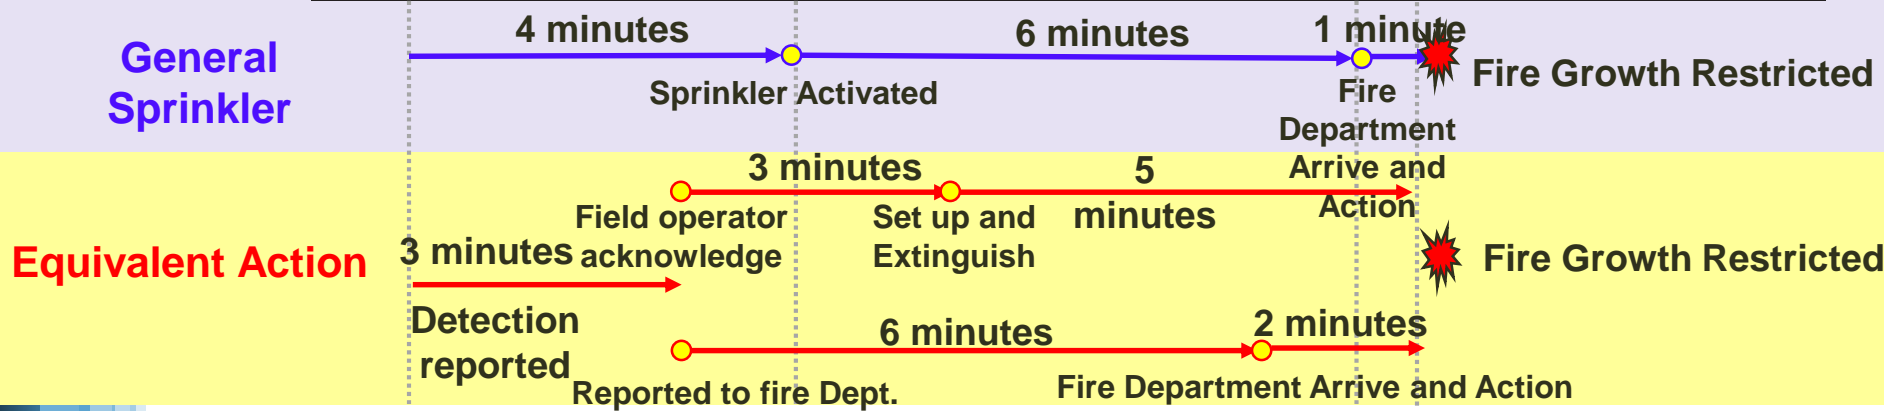 4 minutes
6 minutes
1 minute
General
Sprinkler
Sprinkler Activated
Fire
Department
Arrive and
Action
Fire Growth Restricted
3 minutes
5
minutes
Field operator
acknowledge
Set up and
Extinguish
Equivalent Action
3 minutes
Fire Growth Restricted
Detection
reported
6 minutes
2 minutes
Reported to fire Dept.
Fire Department Arrive and Action